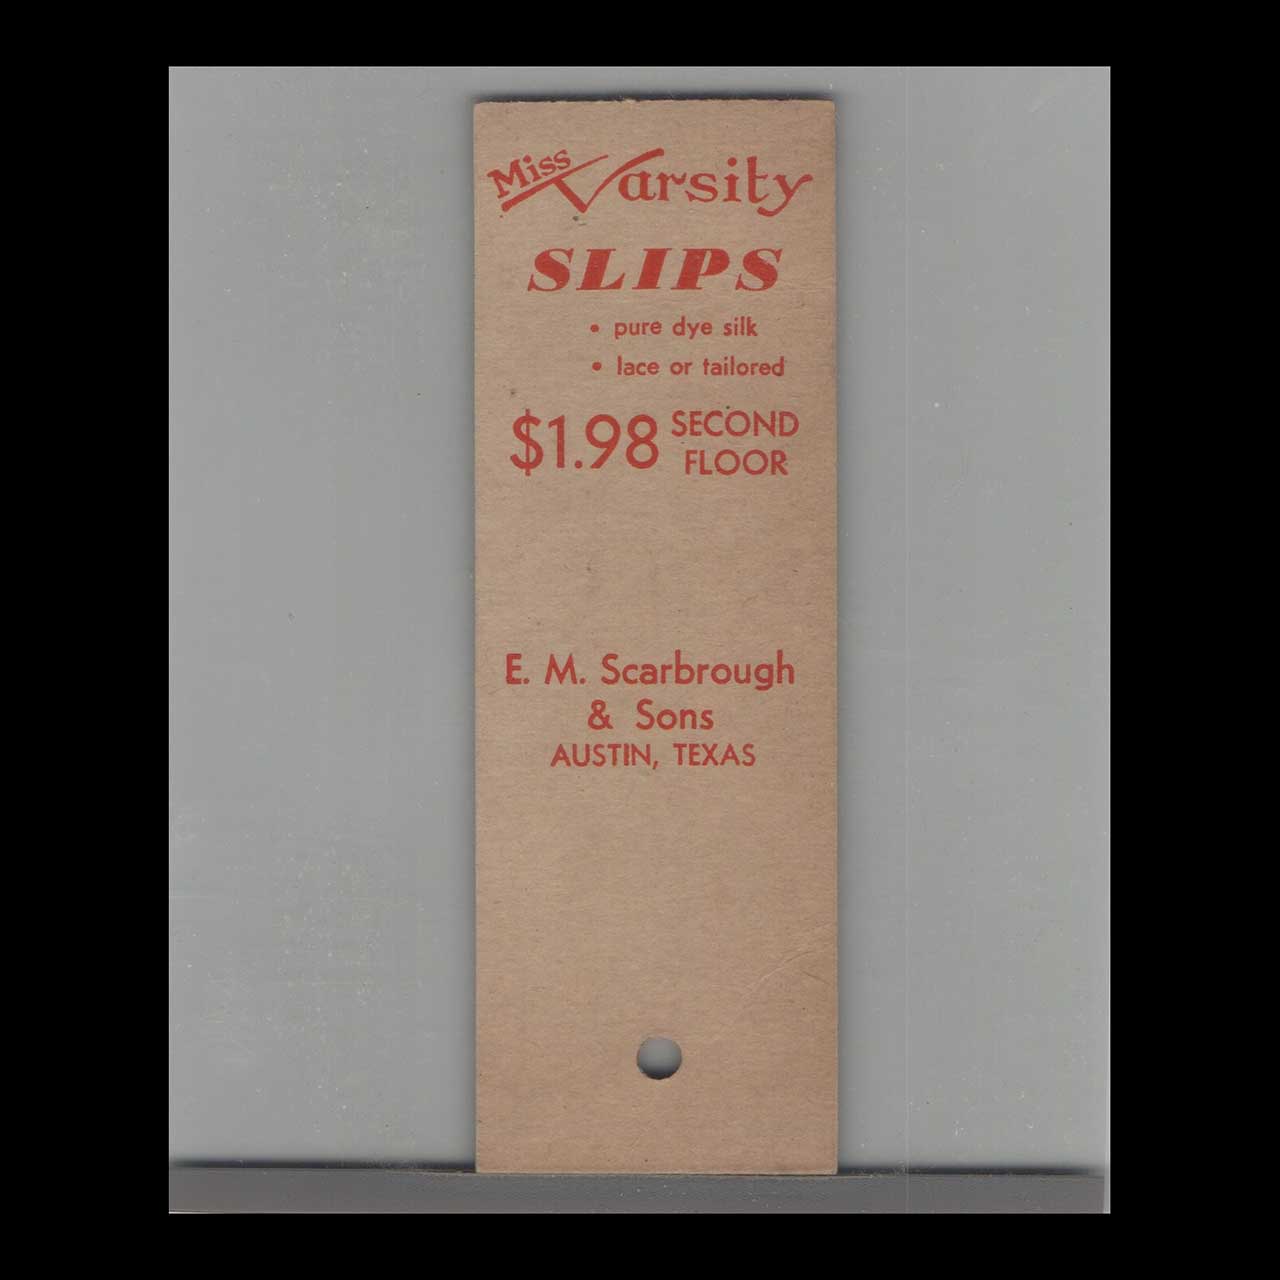 Miss Varsity
SLIPS
• pure dye silk
• lace or tailored
$1.98 SECOND FLOOR
E. M. Scarbrough
& Sons
AUSTIN, TEXAS